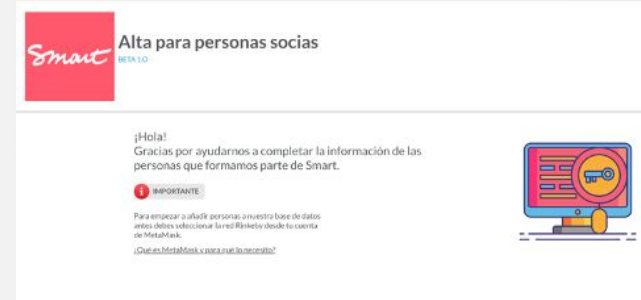 Smart
Alta para personas socias
BETA 1.0
¡Hola!
Gracias por ayudarnos a completar la información de las
personas que formamos parte de Smart.
i IMPORTANTE
Para empezar a añadir personas a nuestra base de datos
antes debes seleccionar la red Rinkeby desde tu cuenta
de MetaMask.
¿Qué es MetaMask y para qué lo necesito?